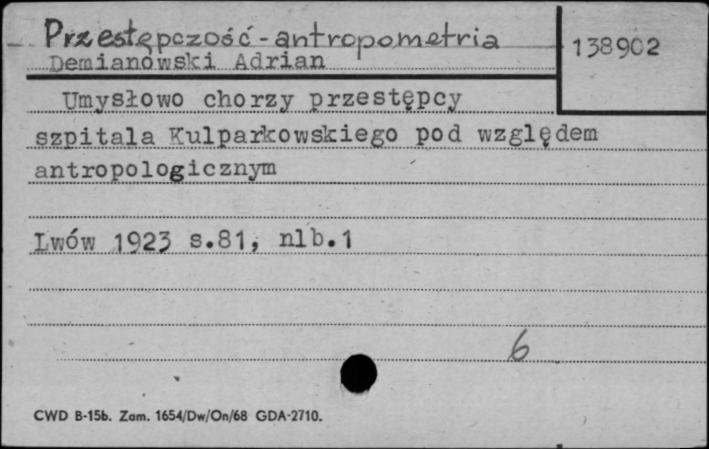 Przestępczość - antropometria
138902
Demianowski Adrian
Umysłowo chorzy przestępcy
szpitala Kulparkowskiego pod względem
antropologicznym
Lwów 1923 s.81, nlb.1
6
CWD B-15b. Zam. 1654/Dw/On/68 GDA-2710.